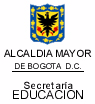 ALCALDIA MAYOR
DE BOGOTA D.C.
Secretaría
EDUCACION